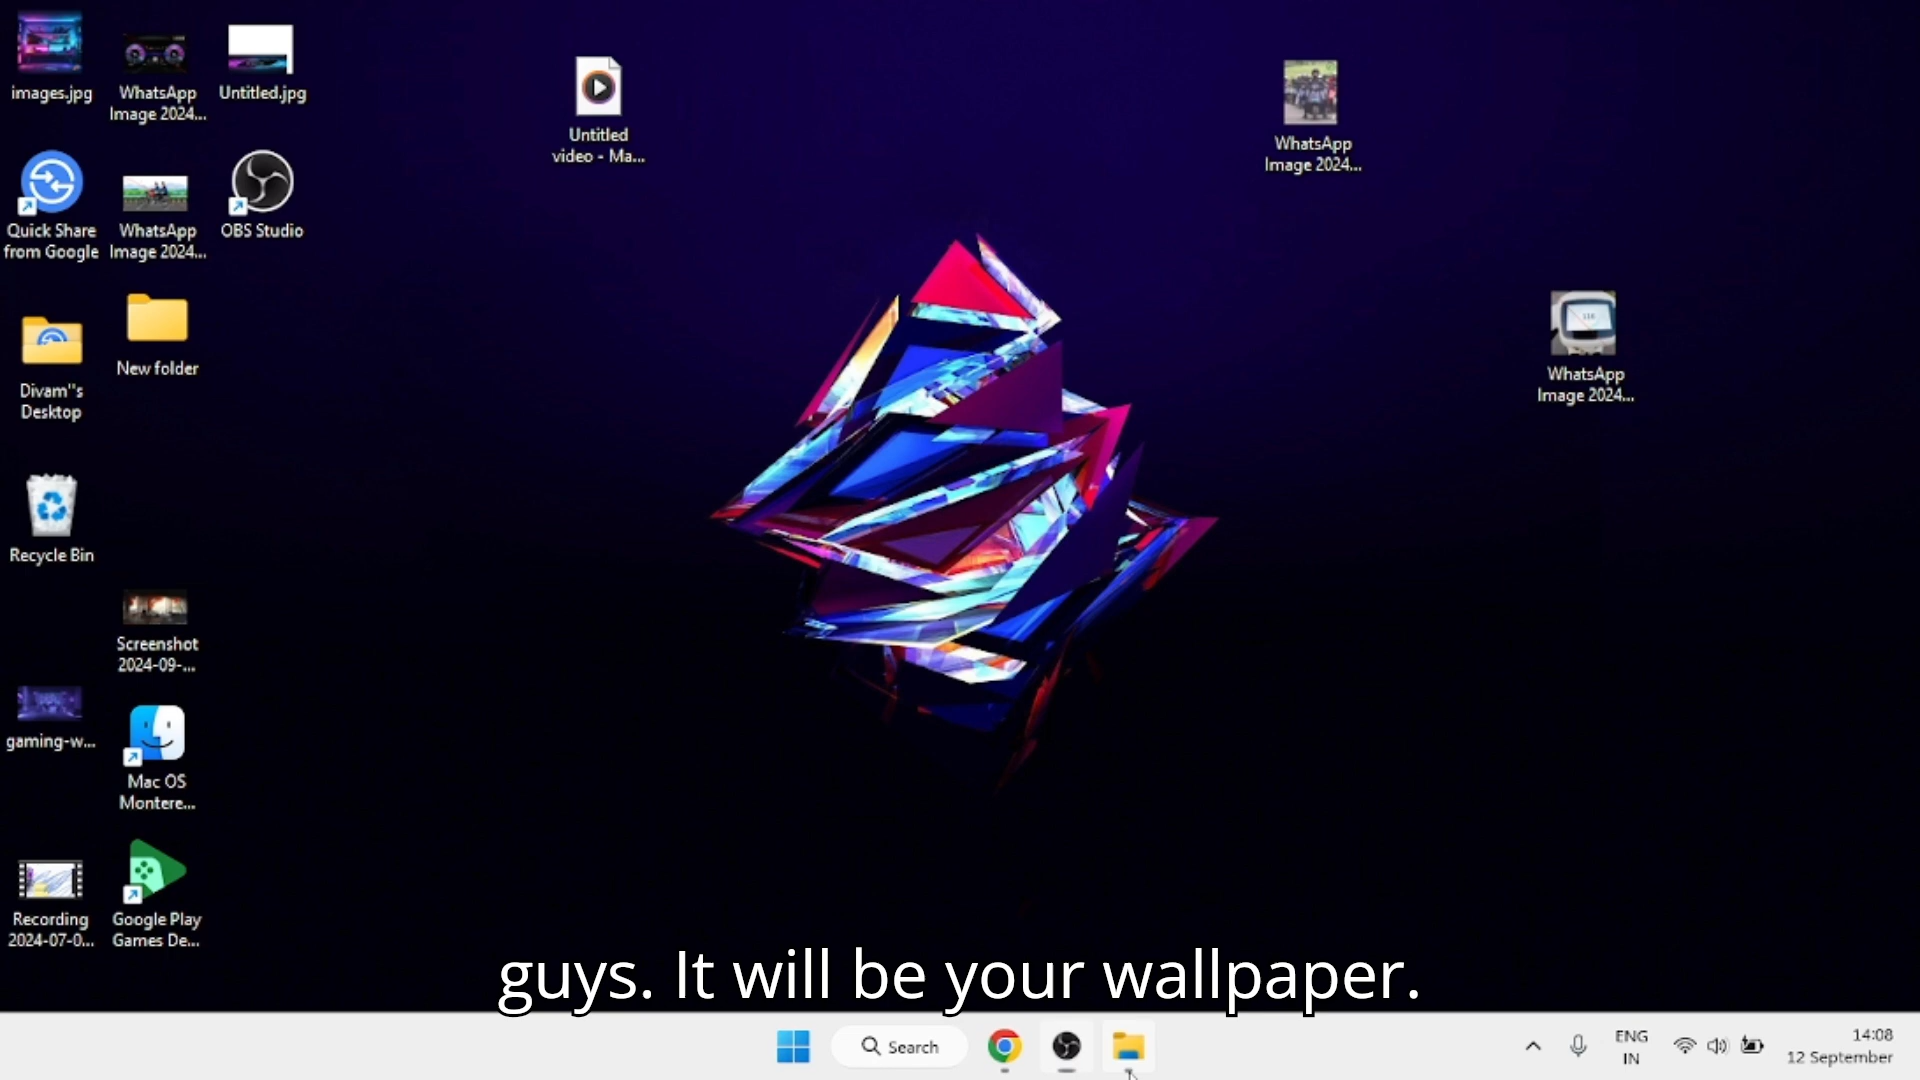 images.jpg
WhatsApp
Image 2024...
Untitled.jpg
Untitled
video - Ma...
WhatsApp
Image 2024...
Quick Share
from Google
WhatsApp
Image 2024...
OBS Studio
Divam"s
Desktop
New folder
WhatsApp
Image 2024...
Recycle Bin
Screenshot
2024-09-...
gaming-w...
Mac OS
Montere...
Recording
2024-07-0...
Google Play
Games De...
guys. It will be your wallpaper.
Search
ENG
IN
14:08
12 September